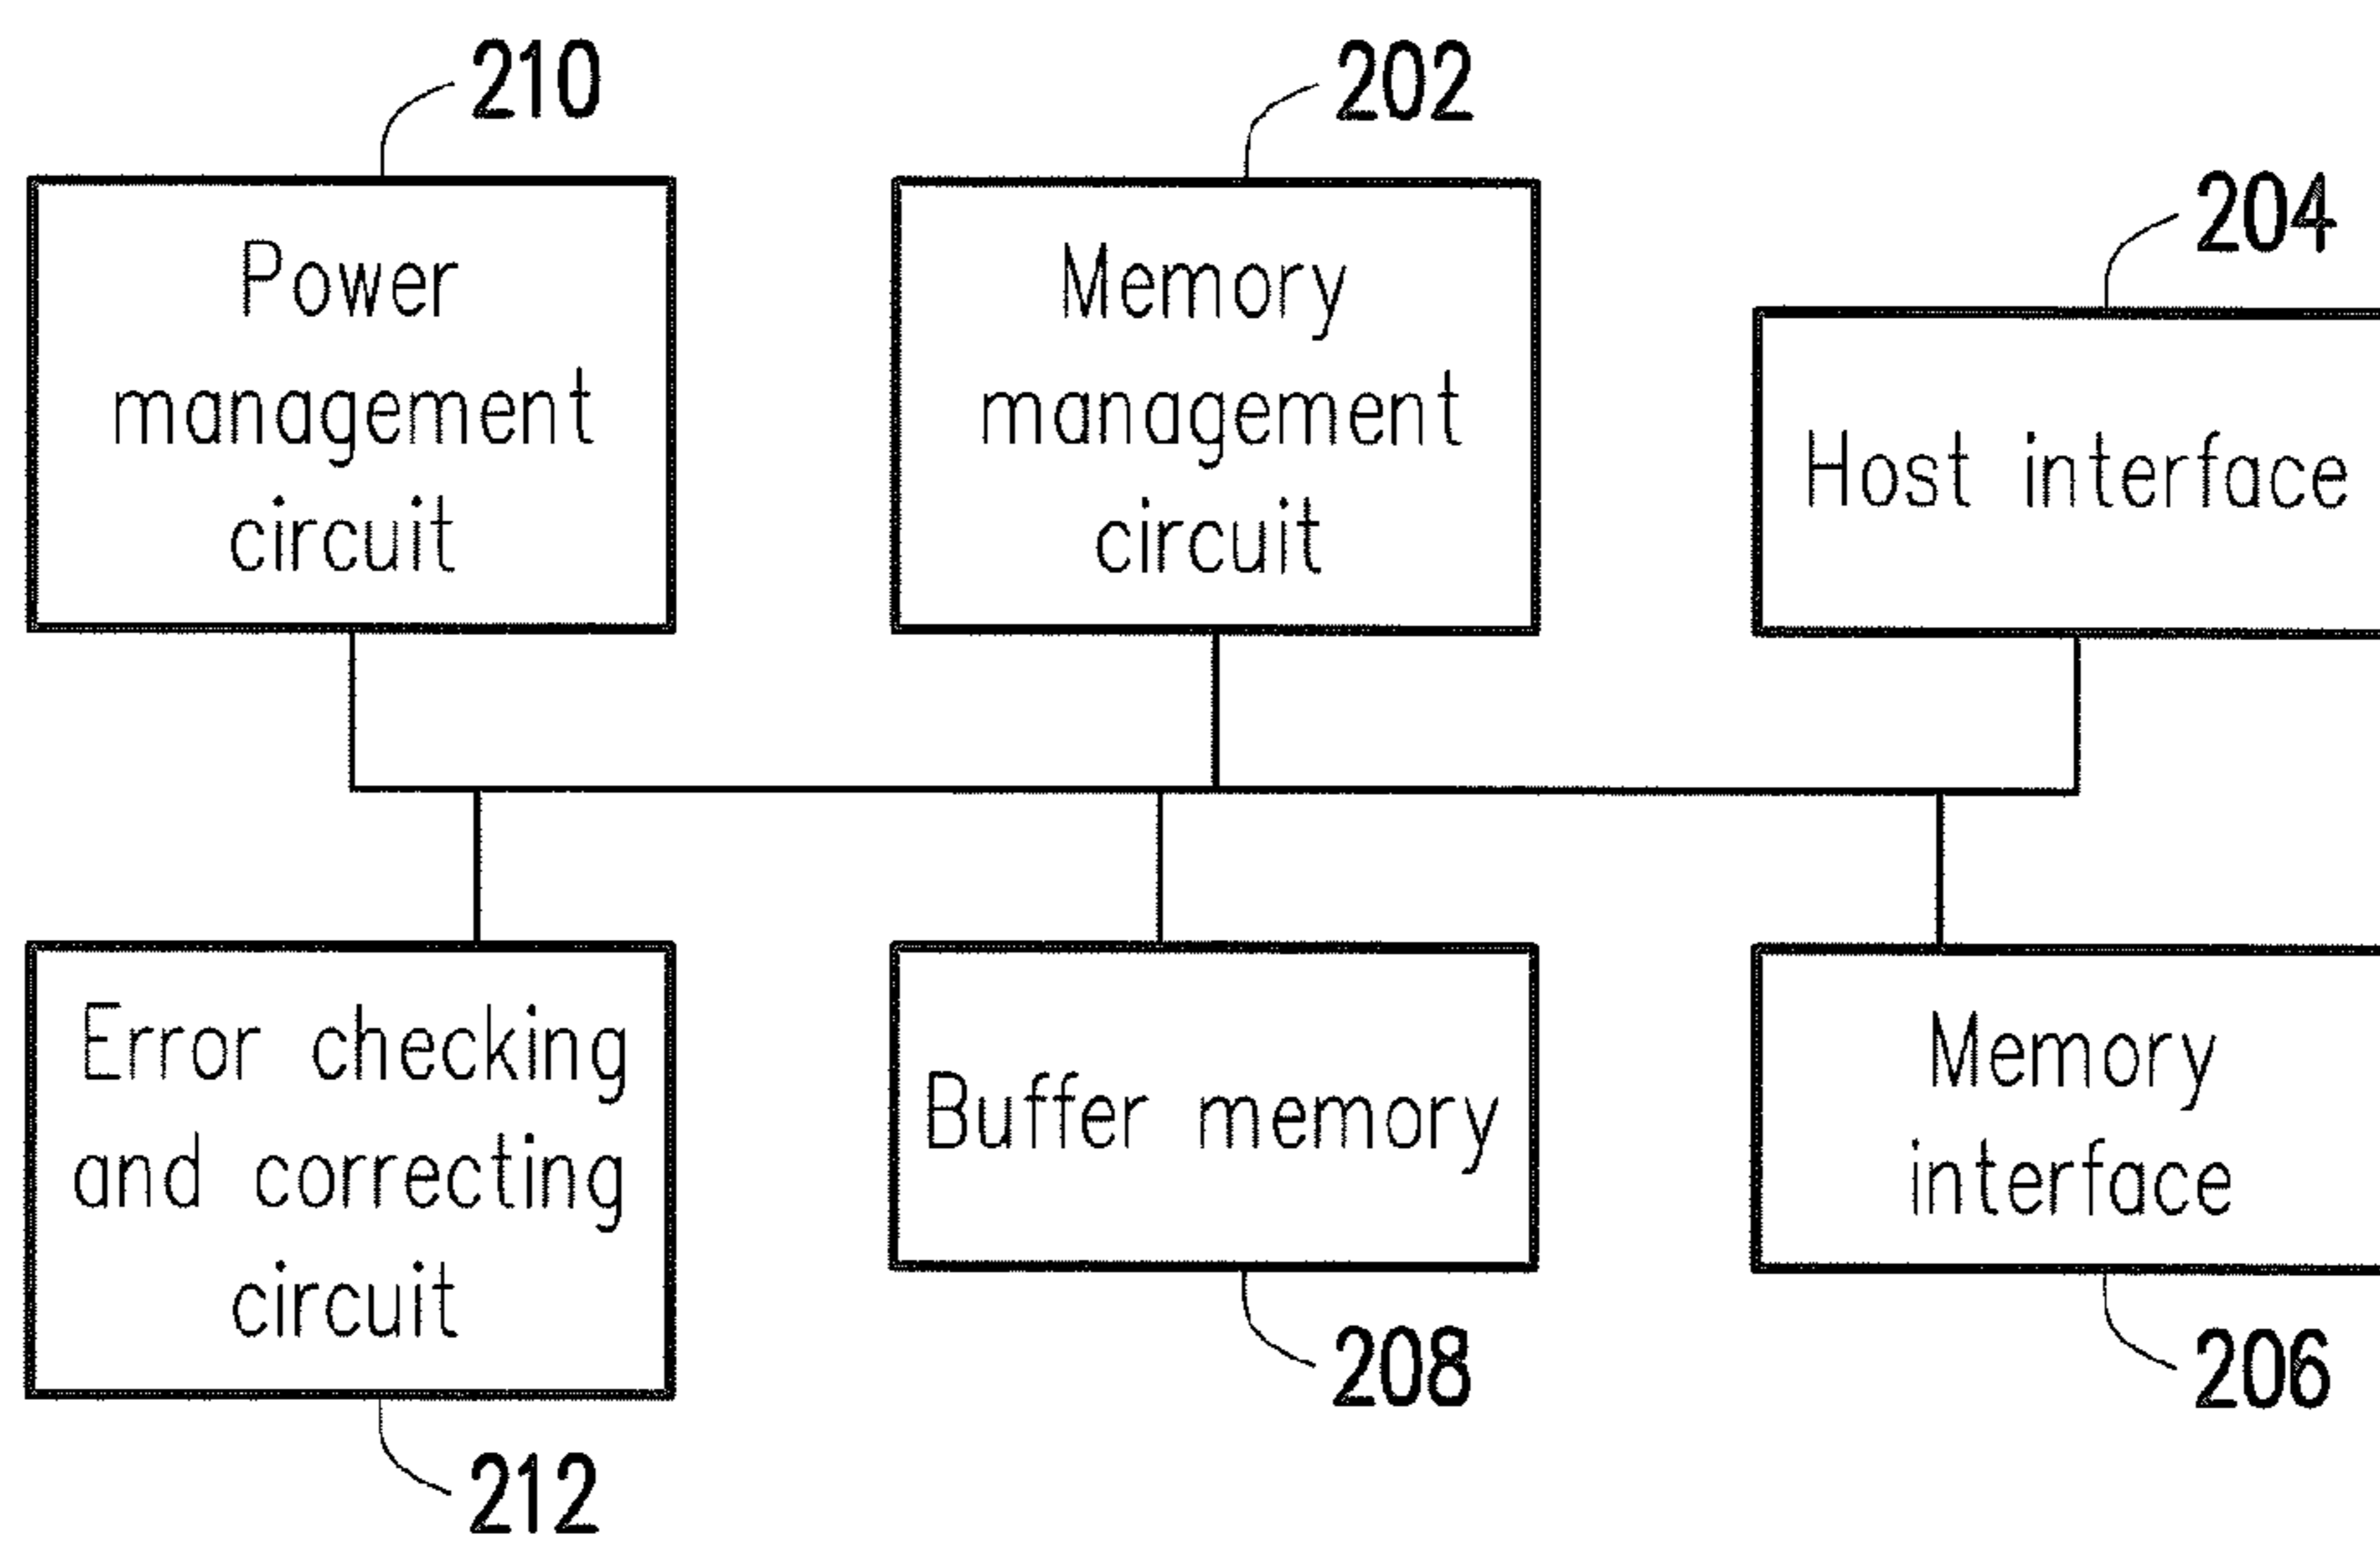 210
Power
management
circuit
202
Memory
management
circuit
204
Host interface
Error checking
and correcting
circuit
212
Buffer memory
208
Memory
interface
206